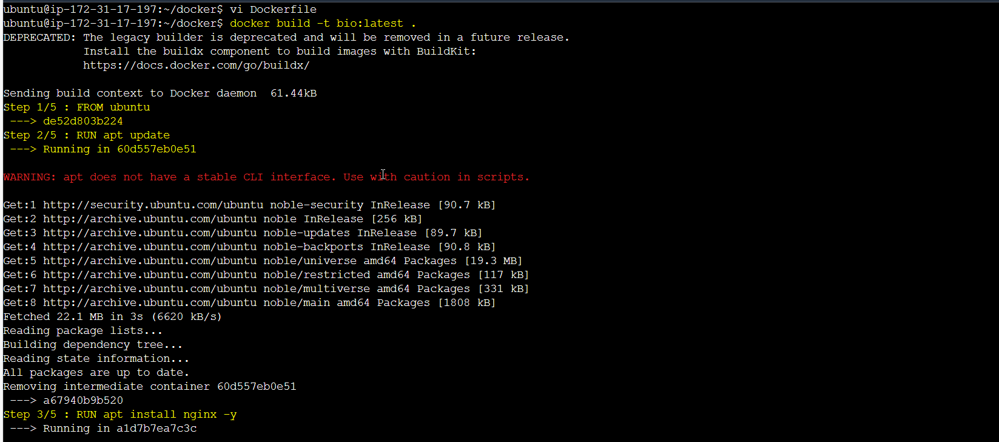 ubuntu@ip-172-31-17-197:~/docker$ vi Dockerfile
ubuntu@ip-172-31-17-197:~/docker$ docker build -t bio:latest .
DEPRECATED: The legacy builder is deprecated and will be removed in a future release.
            Install the buildx component to build images with BuildKit:
            https://docs.docker.com/go/buildx/

Sending build context to Docker daemon  61.44kB
Step 1/5 : FROM ubuntu
 ---> de52d803b224
Step 2/5 : RUN apt update
 ---> Running in 60d557eb0e51

WARNING: apt does not have a stable CLI interface. Use with caution in scripts.

Get:1 http://security.ubuntu.com/ubuntu noble-security InRelease [90.7 kB]
Get:2 http://archive.ubuntu.com/ubuntu noble InRelease [256 kB]
Get:3 http://archive.ubuntu.com/ubuntu noble-updates InRelease [89.7 kB]
Get:4 http://archive.ubuntu.com/ubuntu noble-backports InRelease [90.8 kB]
Get:5 http://archive.ubuntu.com/ubuntu noble/universe amd64 Packages [19.3 MB]
Get:6 http://archive.ubuntu.com/ubuntu noble/restricted amd64 Packages [117 kB]
Get:7 http://archive.ubuntu.com/ubuntu noble/multiverse amd64 Packages [331 kB]
Get:8 http://archive.ubuntu.com/ubuntu noble/main amd64 Packages [1808 kB]
Fetched 22.1 MB in 3s (6620 kB/s)
Reading package lists...
Building dependency tree...
Reading state information...
All packages are up to date.
Removing intermediate container 60d557eb0e51
 ---> a67940b9b520
Step 3/5 : RUN apt install nginx -y
 ---> Running in a1d7b7ea7c3c